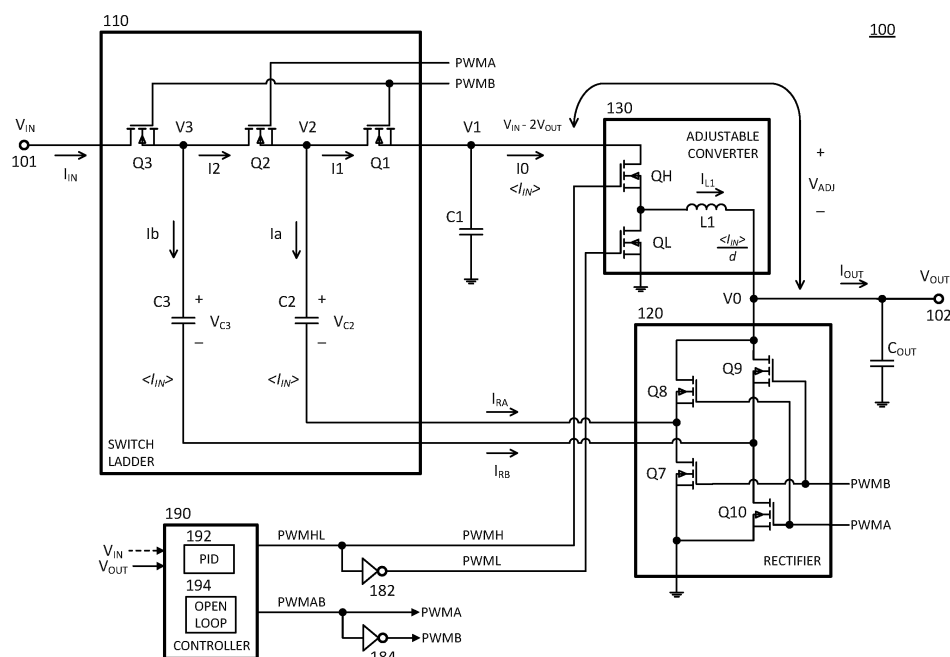 110
100
PWMA
PWMB
V_IN
101
I_IN
Q3
V3
I2
Q2
V2
I1
Q1
V1
V_IN - 2V_OUT
I0
<I_IN>
C1
130
ADJUSTABLE
CONVERTER
QH
QL
I_L1
L1
<I_IN>
d
+
V_ADJ
–
Ib
Ia
C3
+
V_C3
–
C2
+
V_C2
–
<I_IN>
<I_IN>
SWITCH
LADDER
I_RA
I_RB
V0
I_OUT
V_OUT
102
C_OUT
120
Q8
Q9
Q7
Q10
PWMB
PWMA
RECTIFIER
190
192
PID
194
OPEN
LOOP
CONTROLLER
V_IN
V_OUT
PWMHL
PWMH
PWML
182
PWMAB
PWMA
PWMB
184